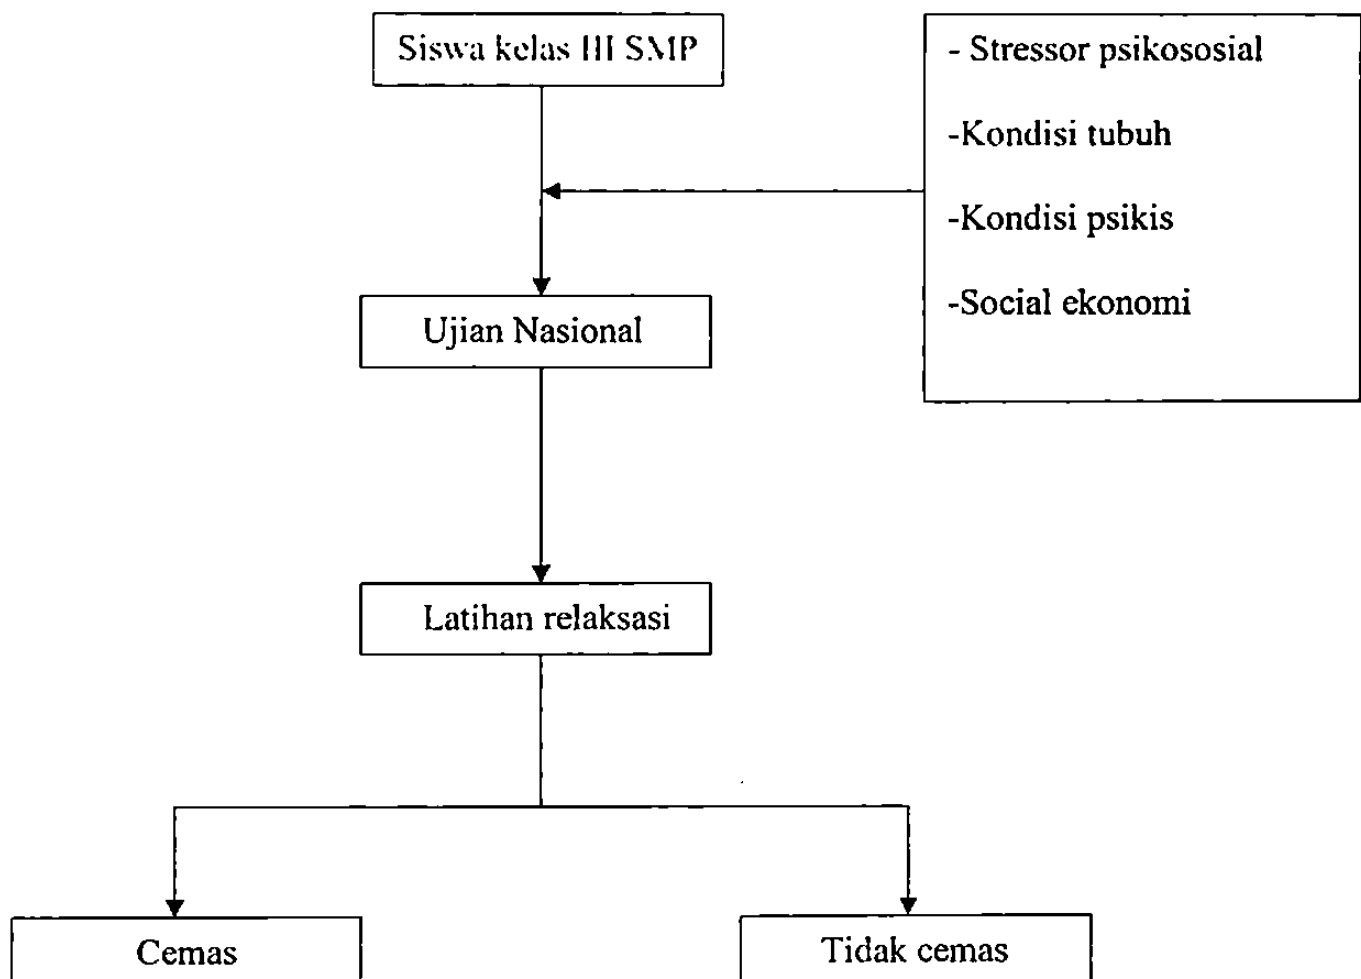 Siswa kelas III SMP
- Stressor psikososial
-Kondisi tubuh
-Kondisi psikis
-Social ekonomi
Ujian Nasional
Latihan relaksasi
Cemas
Tidak cemas